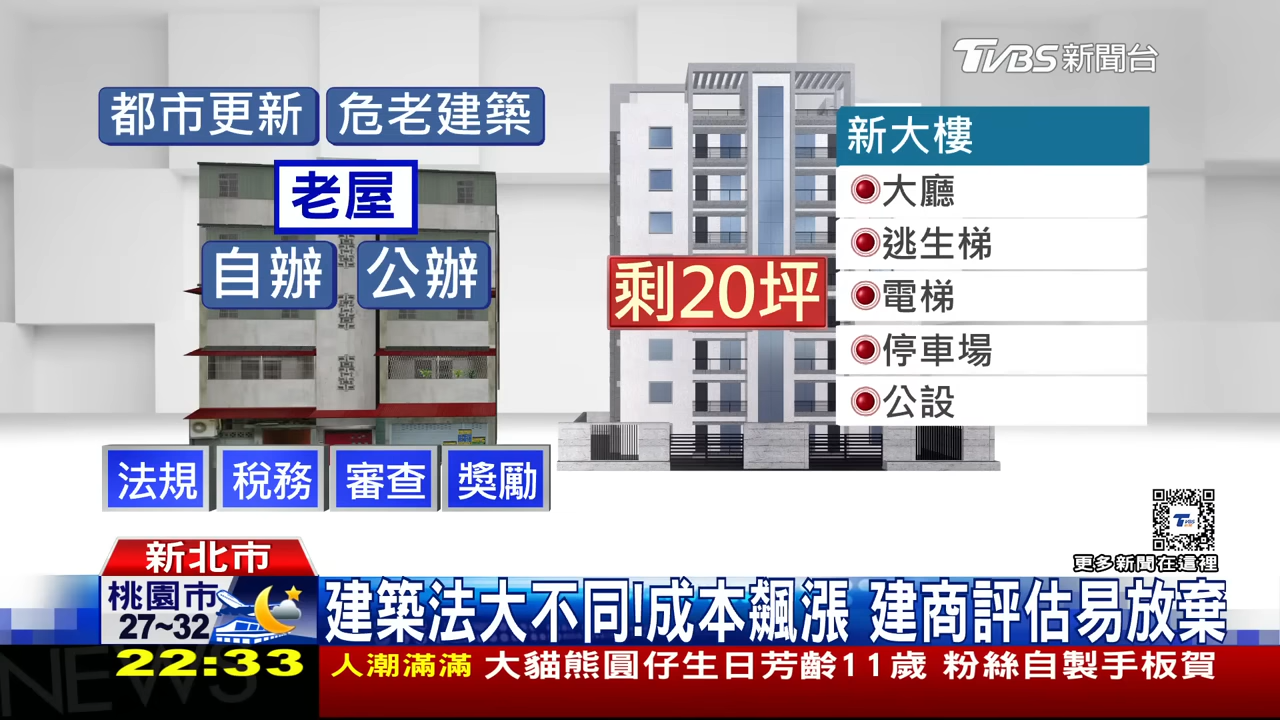 TVBS新聞台
都市更新 危老建築
老屋
自辦 公辦
法規 稅務 審查 獎勵
剩20坪
新大樓
大廳
逃生梯
電梯
停車場
公設
TVBS
更多新聞在這裡
新北市
桃園市
27~32
22:33
建築法大不同!成本飆漲 建商評估易放棄
人潮滿滿 大貓熊圓仔生日芳齡11歲 粉絲自製手板賀
NEWS